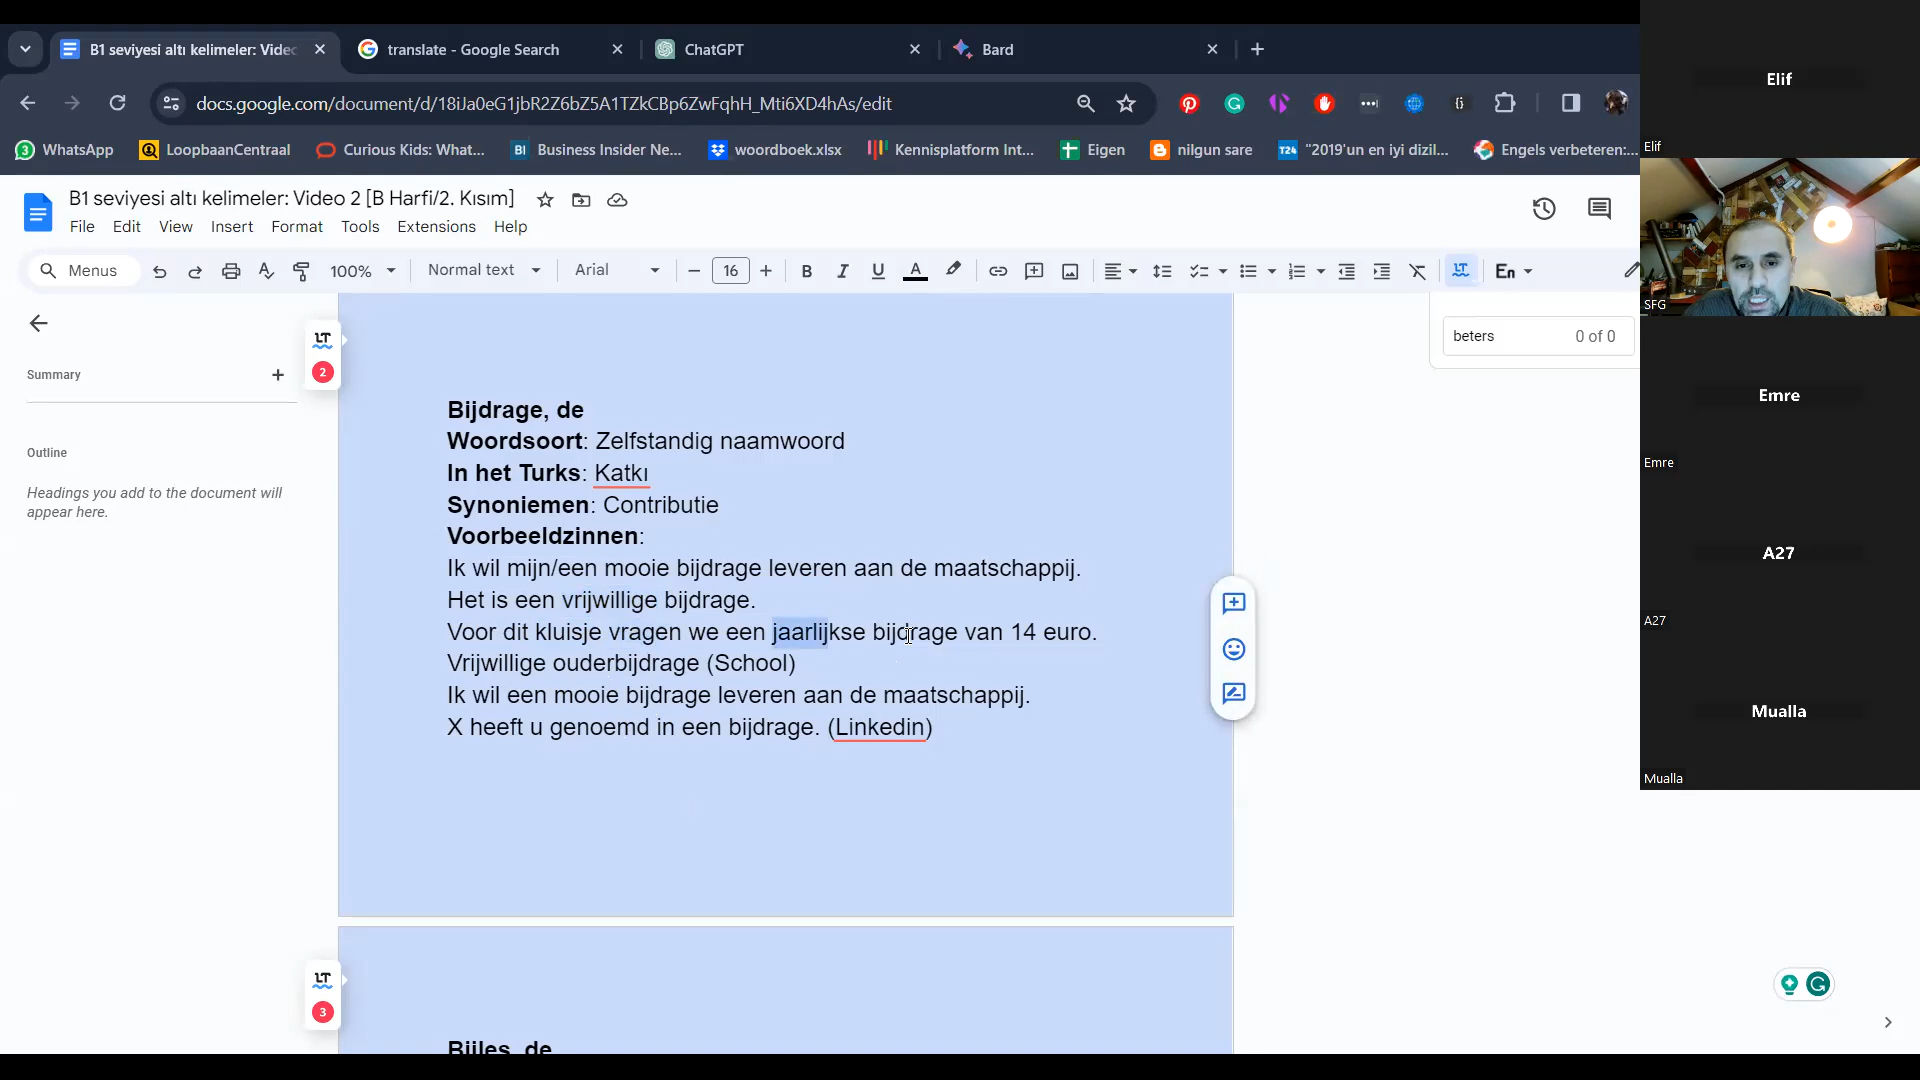 B1 seviyesi altı kelimeler: Videc
translate - Google Search
ChatGPT
Bard
docs.google.com/document/d/18iJa0eG1jbR2Z6bZ5A1TZkCBp6ZwFqhH_Mti6XD4hAs/edit
WhatsApp
LoopbaanCentraal
Curious Kids: What...
Business Insider Ne...
woordboek.xlsx
Kennisplatform Int...
Eigen
nilgun sare
"2019'un en iyi dizil...
Engels verbeteren:...
B1 seviyesi altı kelimeler: Video 2 [B Harfi/2. Kısım]
File Edit View Insert Format Tools Extensions Help
Menus 100% Normal text Arial 16 En
Summary
Outline
Headings you add to the document will
appear here.
2
beters 0 of 0
Bijdrage, de
Woordsoort: Zelfstandig naamwoord
In het Turks: Katkı
Synoniemen: Contributie
Voorbeeldzinnen:
Ik wil mijn/een mooie bijdrage leveren aan de maatschappij.
Het is een vrijwillige bijdrage.
Voor dit kluisje vragen we een jaarlijkse bijdrage van 14 euro.
Vrijwillige ouderbijdrage (School)
Ik wil een mooie bijdrage leveren aan de maatschappij.
X heeft u genoemd in een bijdrage. (Linkedin)
3
Bijles, de
Elif
Elif
SFG
Emre
Emre
A27
A27
Mualla
Mualla